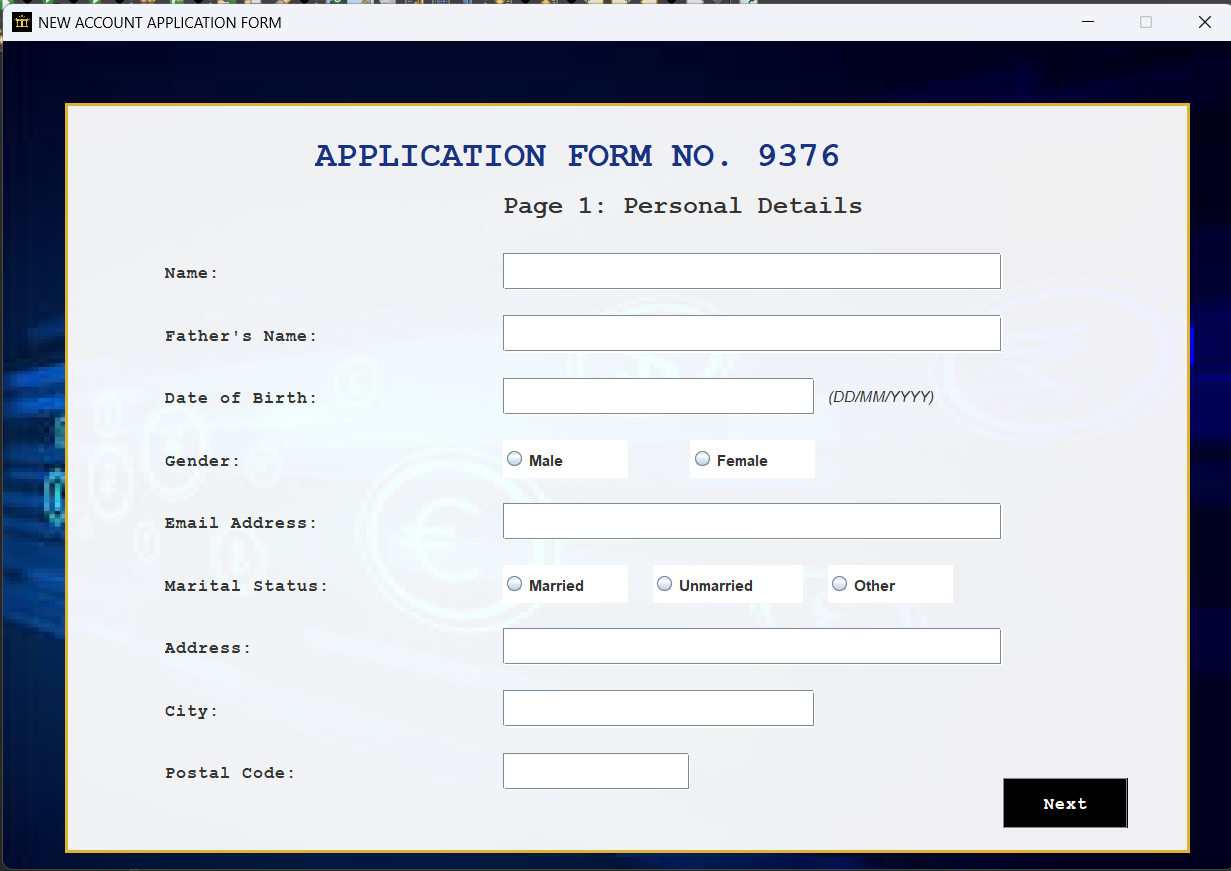 NEW ACCOUNT APPLICATION FORM
APPLICATION FORM NO. 9376
Page 1: Personal Details
Name:
Father's Name:
Date of Birth: (DD/MM/YYYY)
Gender: Male Female
Email Address:
Marital Status: Married Unmarried Other
Address:
City:
Postal Code:
Next